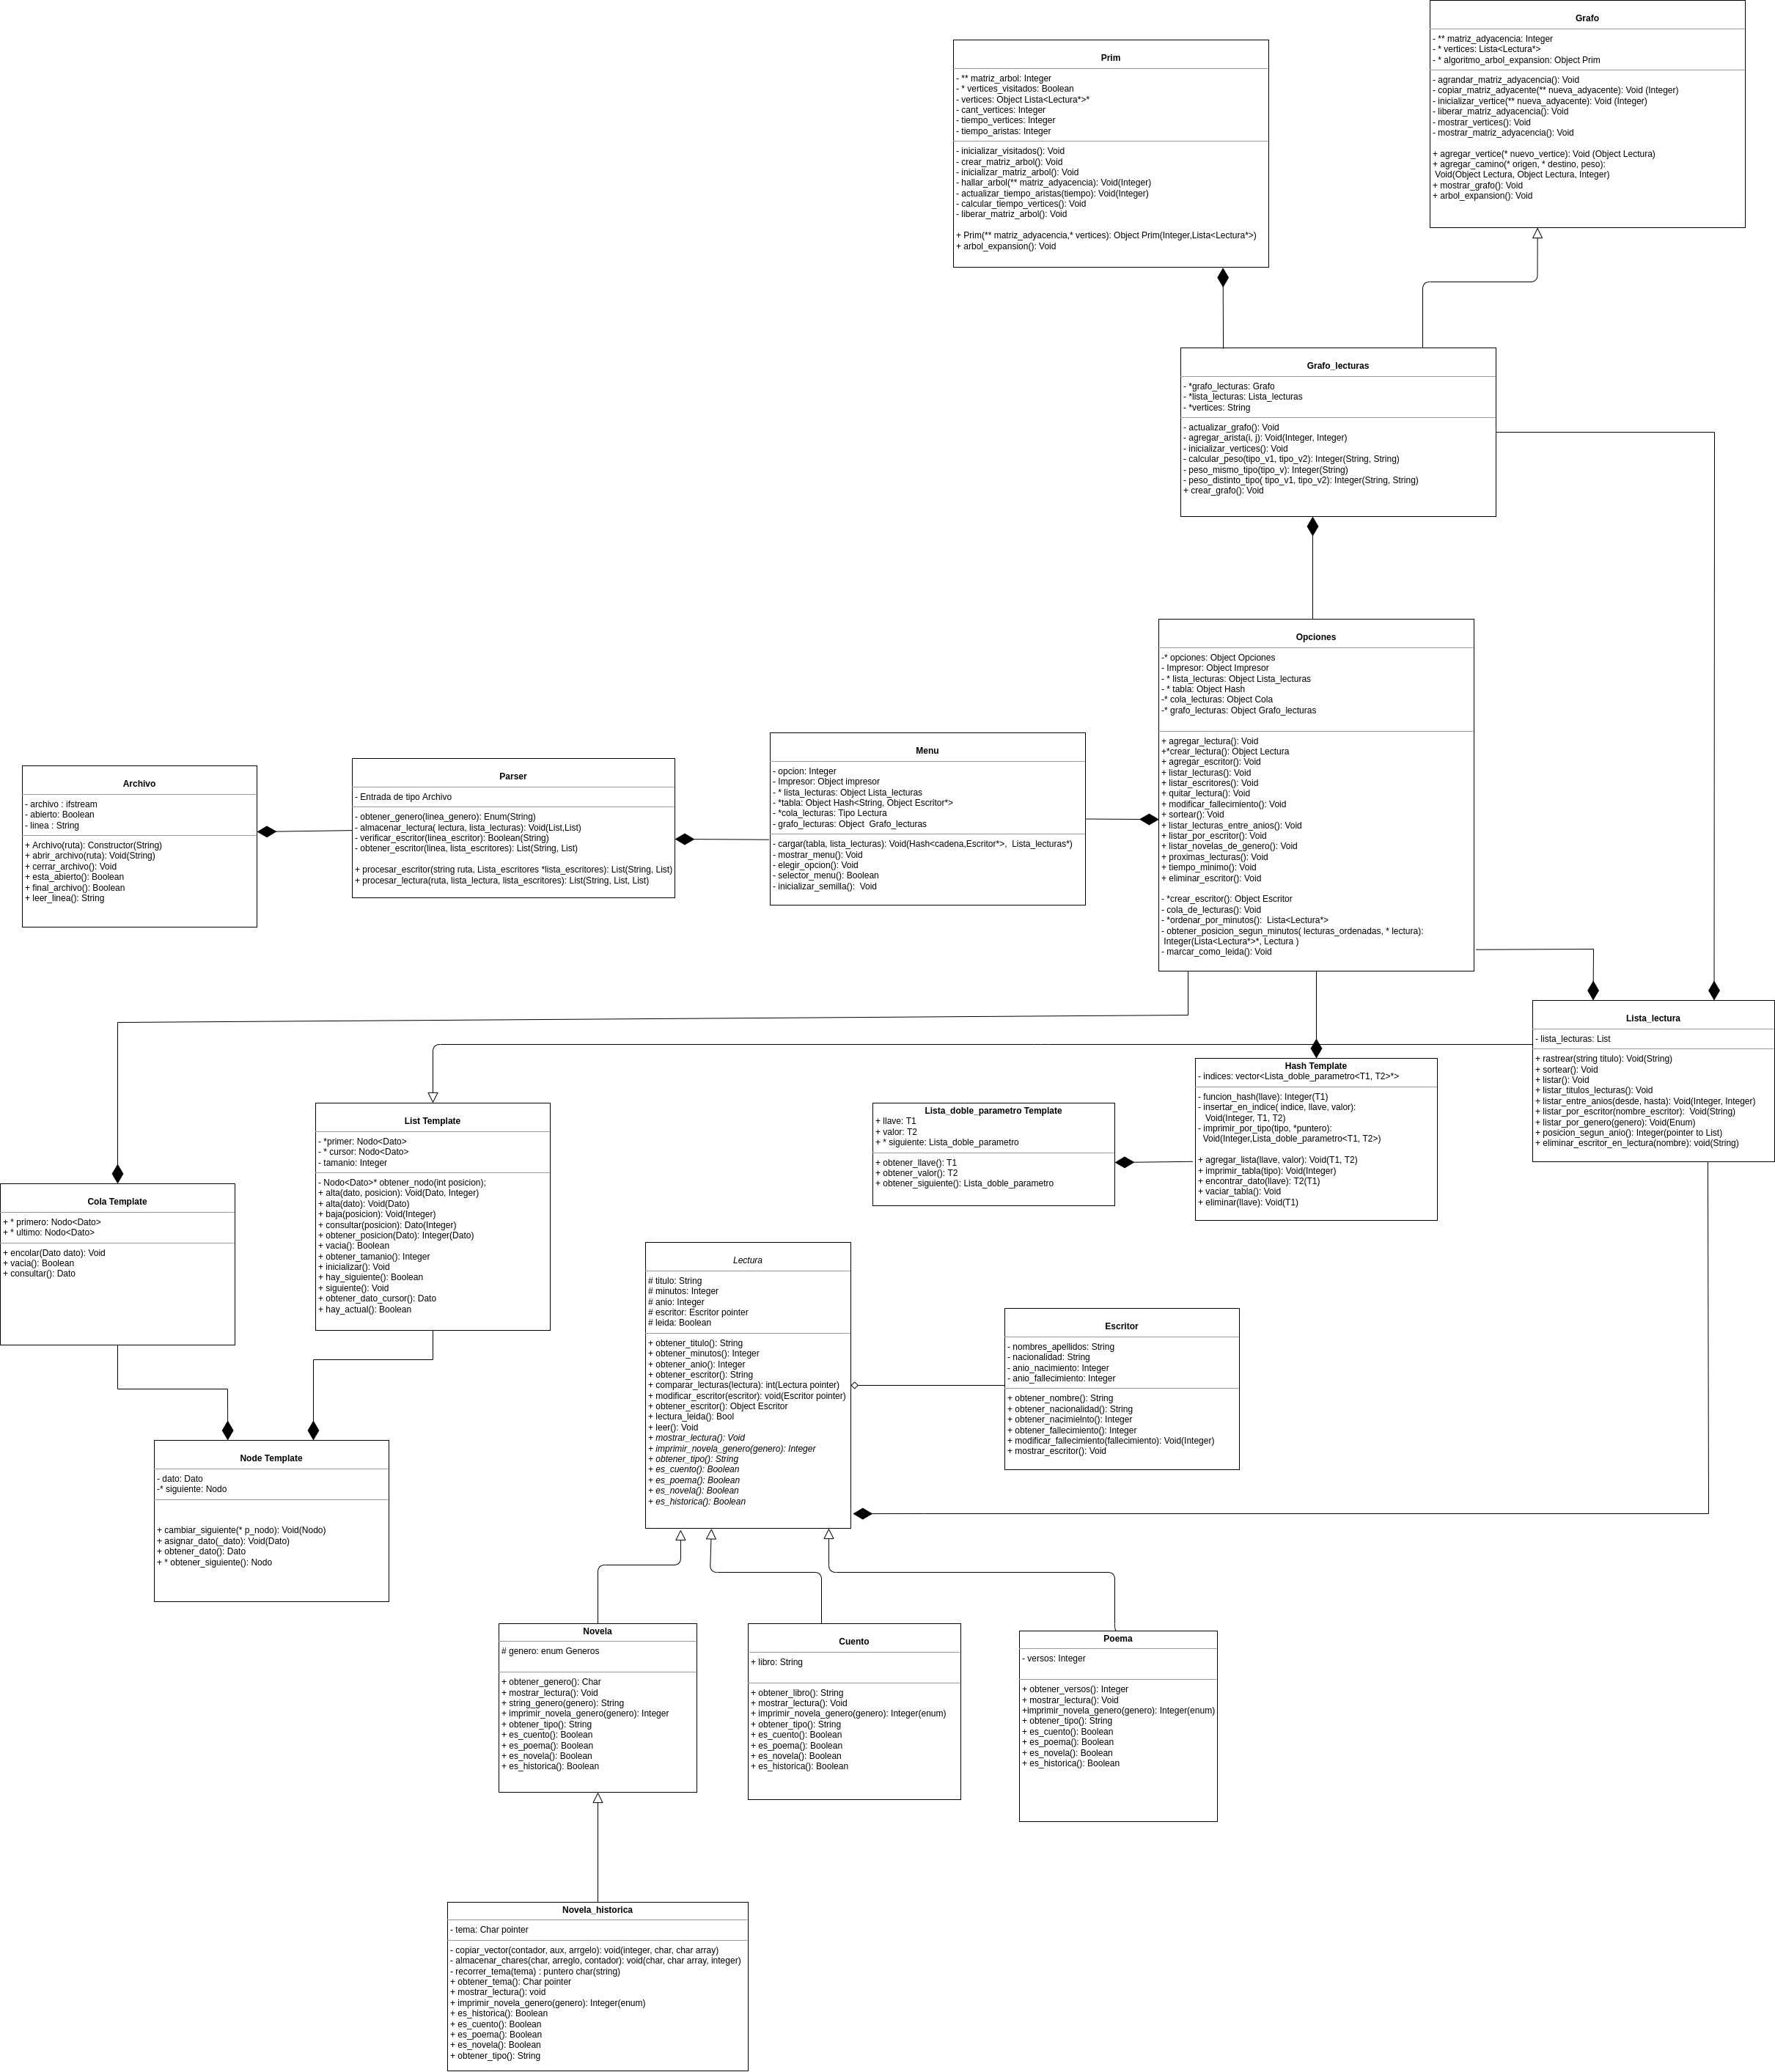 Grafo
- ** matriz_adyacencia: Integer
- * vertices: Lista<Lectura*>
- * algoritmo_arbol_expansion: Object Prim
- agrandar_matriz_adyacencia(): Void
- copiar_matriz_adyacente(** nueva_adyacente): Void (Integer)
- inicializar_vertice(** nueva_adyacente): Void (Integer)
- liberar_matriz_adyacencia(): Void
- mostrar_vertices(): Void
- mostrar_matriz_adyacencia(): Void
+ agregar_vertice(* nuevo_vertice): Void (Object Lectura)
+ agregar_camino(* origen, * destino, peso):
Void(Object Lectura, Object Lectura, Integer)
+ mostrar_grafo(): Void
+ arbol_expansion(): Void
Prim
- ** matriz_arbol: Integer
- * vertices_visitados: Boolean
- vertices: Object Lista<Lectura*>*
- cant_vertices: Integer
- tiempo_vertices: Integer
- tiempo_aristas: Integer
- inicializar_visitados(): Void
- crear_matriz_arbol(): Void
- inicializar_matriz_arbol(): Void
- hallar_arbol(** matriz_adyacencia): Void(Integer)
- actualizar_tiempo_aristas(tiempo): Void(Integer)
- calcular_tiempo_vertices(): Void
- liberar_matriz_arbol(): Void
+ Prim(** matriz_adyacencia,* vertices): Object Prim(Integer,Lista<Lectura*>)
+ arbol_expansion(): Void
Grafo_lecturas
- *grafo_lecturas: Grafo
- *lista_lecturas: Lista_lecturas
- *vertices: String
- actualizar_grafo(): Void
- agregar_arista(i, j): Void(Integer, Integer)
- inicializar_vertices(): Void
- calcular_peso(tipo_v1, tipo_v2): Integer(String, String)
- peso_mismo_tipo(tipo_v): Integer(String)
- peso_distinto_tipo( tipo_v1, tipo_v2): Integer(String, String)
+ crear_grafo(): Void
Opciones
-* opciones: Object Opciones
- Impresor: Object Impresor
- * lista_lecturas: Object Lista_lecturas
- * tabla: Object Hash
-* cola_lecturas: Object Cola
-* grafo_lecturas: Object Grafo_lecturas
+ agregar_lectura(): Void
+*crear_lectura(): Object Lectura
+ agregar_escritor(): Void
+ listar_lecturas(): Void
+ listar_escritores(): Void
+ quitar_lectura(): Void
+ modificar_fallecimiento(): Void
+ sortear(): Void
+ listar_lecturas_entre_anios(): Void
+ listar_por_escritor(): Void
+ listar_novelas_de_genero(): Void
+ proximas_lecturas(): Void
+ tiempo_minimo(): Void
+ eliminar_escritor(): Void
- *crear_escritor(): Object Escritor
- cola_de_lecturas(): Void
- *ordenar_por_minutos(): Lista<Lectura*>
- obtener_posicion_segun_minutos( lecturas_ordenadas, * lectura):
Integer(Lista<Lectura*>*, Lectura )
- marcar_como_leida(): Void
Menu
- opcion: Integer
- Impresor: Object impresor
- * lista_lecturas: Object Lista_lecturas
- *tabla: Object Hash<String, Object Escritor*>
- *cola_lecturas: Tipo Lectura
- grafo_lecturas: Object Grafo_lecturas
- cargar(tabla, lista_lecturas): Void(Hash<cadena,Escritor*>, Lista_lecturas*)
- mostrar_menu(): Void
- elegir_opcion(): Void
- selector_menu(): Boolean
- inicializar_semilla(): Void
Parser
- Entrada de tipo Archivo
- obtener_genero(linea_genero): Enum(String)
- almacenar_lectura( lectura, lista_lecturas): Void(List,List)
- verificar_escritor(linea_escritor): Boolean(String)
- obtener_escritor(linea, lista_escritores): List(String, List)
+ procesar_escritor(string ruta, Lista_escritores *lista_escritores): List(String, List)
+ procesar_lectura(ruta, lista_lectura, lista_escritores): List(String, List, List)
Archivo
- archivo : ifstream
- abierto: Boolean
- linea : String
+ Archivo(ruta): Constructor(String)
+ abrir_archivo(ruta): Void(String)
+ cerrar_archivo(): Void
+ esta_abierto(): Boolean
+ final_archivo(): Boolean
+ leer_linea(): String
Lista_lectura
- lista_lecturas: List
+ rastrear(string titulo): Void(String)
+ sortear(): Void
+ listar(): Void
+ listar_titulos_lecturas(): Void
+ listar_entre_anios(desde, hasta): Void(Integer, Integer)
+ listar_por_escritor(nombre_escritor): Void(String)
+ listar_por_genero(genero): Void(Enum)
+ posicion_segun_anio(): Integer(pointer to List)
+ eliminar_escritor_en_lectura(nombre): void(String)
Hash Template
- indices: vector<Lista_doble_parametro<T1, T2>*>
- funcion_hash(llave): Integer(T1)
- insertar_en_indice( indice, llave, valor):
Void(Integer, T1, T2)
- imprimir_por_tipo(tipo, *puntero):
Void(Integer,Lista_doble_parametro<T1, T2>)
+ agregar_lista(llave, valor): Void(T1, T2)
+ imprimir_tabla(tipo): Void(Integer)
+ encontrar_dato(llave): T2(T1)
+ vaciar_tabla(): Void
+ eliminar(llave): Void(T1)
Lista_doble_parametro Template
+ llave: T1
+ valor: T2
+ * siguiente: Lista_doble_parametro
+ obtener_llave(): T1
+ obtener_valor(): T2
+ obtener_siguiente(): Lista_doble_parametro
List Template
- *primer: Nodo<Dato>
- * cursor: Nodo<Dato>
- tamanio: Integer
- Nodo<Dato>* obtener_nodo(int posicion);
+ alta(dato, posicion): Void(Dato, Integer)
+ alta(dato): Void(Dato)
+ baja(posicion): Void(Integer)
+ consultar(posicion): Dato(Integer)
+ obtener_posicion(Dato): Integer(Dato)
+ vacia(): Boolean
+ obtener_tamanio(): Integer
+ inicializar(): Void
+ hay_siguiente(): Boolean
+ siguiente(): Void
+ obtener_dato_cursor(): Dato
+ hay_actual(): Boolean
Cola Template
+ * primero: Nodo<Dato>
+ * ultimo: Nodo<Dato>
+ encolar(Dato dato): Void
+ vacia(): Boolean
+ consultar(): Dato
Node Template
- dato: Dato
-* siguiente: Nodo
+ cambiar_siguiente(* p_nodo): Void(Nodo)
+ asignar_dato(_dato): Void(Dato)
+ obtener_dato(): Dato
+ * obtener_siguiente(): Nodo
Lectura
# titulo: String
# minutos: Integer
# anio: Integer
# escritor: Escritor pointer
# leida: Boolean
+ obtener_titulo(): String
+ obtener_minutos(): Integer
+ obtener_anio(): Integer
+ obtener_escritor(): String
+ comparar_lecturas(lectura): int(Lectura pointer)
+ modificar_escritor(escritor): void(Escritor pointer)
+ obtener_escritor(): Object Escritor
+ lectura_leida(): Bool
+ leer(): Void
+ mostrar_lectura(): Void
+ imprimir_novela_genero(genero): Integer
+ obtener_tipo(): String
+ es_cuento(): Boolean
+ es_poema(): Boolean
+ es_novela(): Boolean
+ es_historica(): Boolean
Escritor
- nombres_apellidos: String
- nacionalidad: String
- anio_nacimiento: Integer
- anio_fallecimiento: Integer
+ obtener_nombre(): String
+ obtener_nacionalidad(): String
+ obtener_nacimielnto(): Integer
+ obtener_fallecimiento(): Integer
+ modificar_fallecimiento(fallecimiento): Void(Integer)
+ mostrar_escritor(): Void
Novela
# genero: enum Generos
+ obtener_genero(): Char
+ mostrar_lectura(): Void
+ string_genero(genero): String
+ imprimir_novela_genero(genero): Integer
+ obtener_tipo(): String
+ es_cuento(): Boolean
+ es_poema(): Boolean
+ es_novela(): Boolean
+ es_historica(): Boolean
Cuento
+ libro: String
+ obtener_libro(): String
+ mostrar_lectura(): Void
+ imprimir_novela_genero(genero): Integer(enum)
+ obtener_tipo(): String
+ es_cuento(): Boolean
+ es_poema(): Boolean
+ es_novela(): Boolean
+ es_historica(): Boolean
Poema
- versos: Integer
+ obtener_versos(): Integer
+ mostrar_lectura(): Void
+imprimir_novela_genero(genero): Integer(enum)
+ obtener_tipo(): String
+ es_cuento(): Boolean
+ es_poema(): Boolean
+ es_novela(): Boolean
+ es_historica(): Boolean
Novela_historica
- tema: Char pointer
- copiar_vector(contador, aux, arrgelo): void(integer, char, char array)
- almacenar_chares(char, arreglo, contador): void(char, char array, integer)
- recorrer_tema(tema) : puntero char(string)
+ obtener_tema(): Char pointer
+ mostrar_lectura(): void
+ imprimir_novela_genero(genero): Integer(enum)
+ es_historica(): Boolean
+ es_cuento(): Boolean
+ es_poema(): Boolean
+ es_novela(): Boolean
+ obtener_tipo(): String